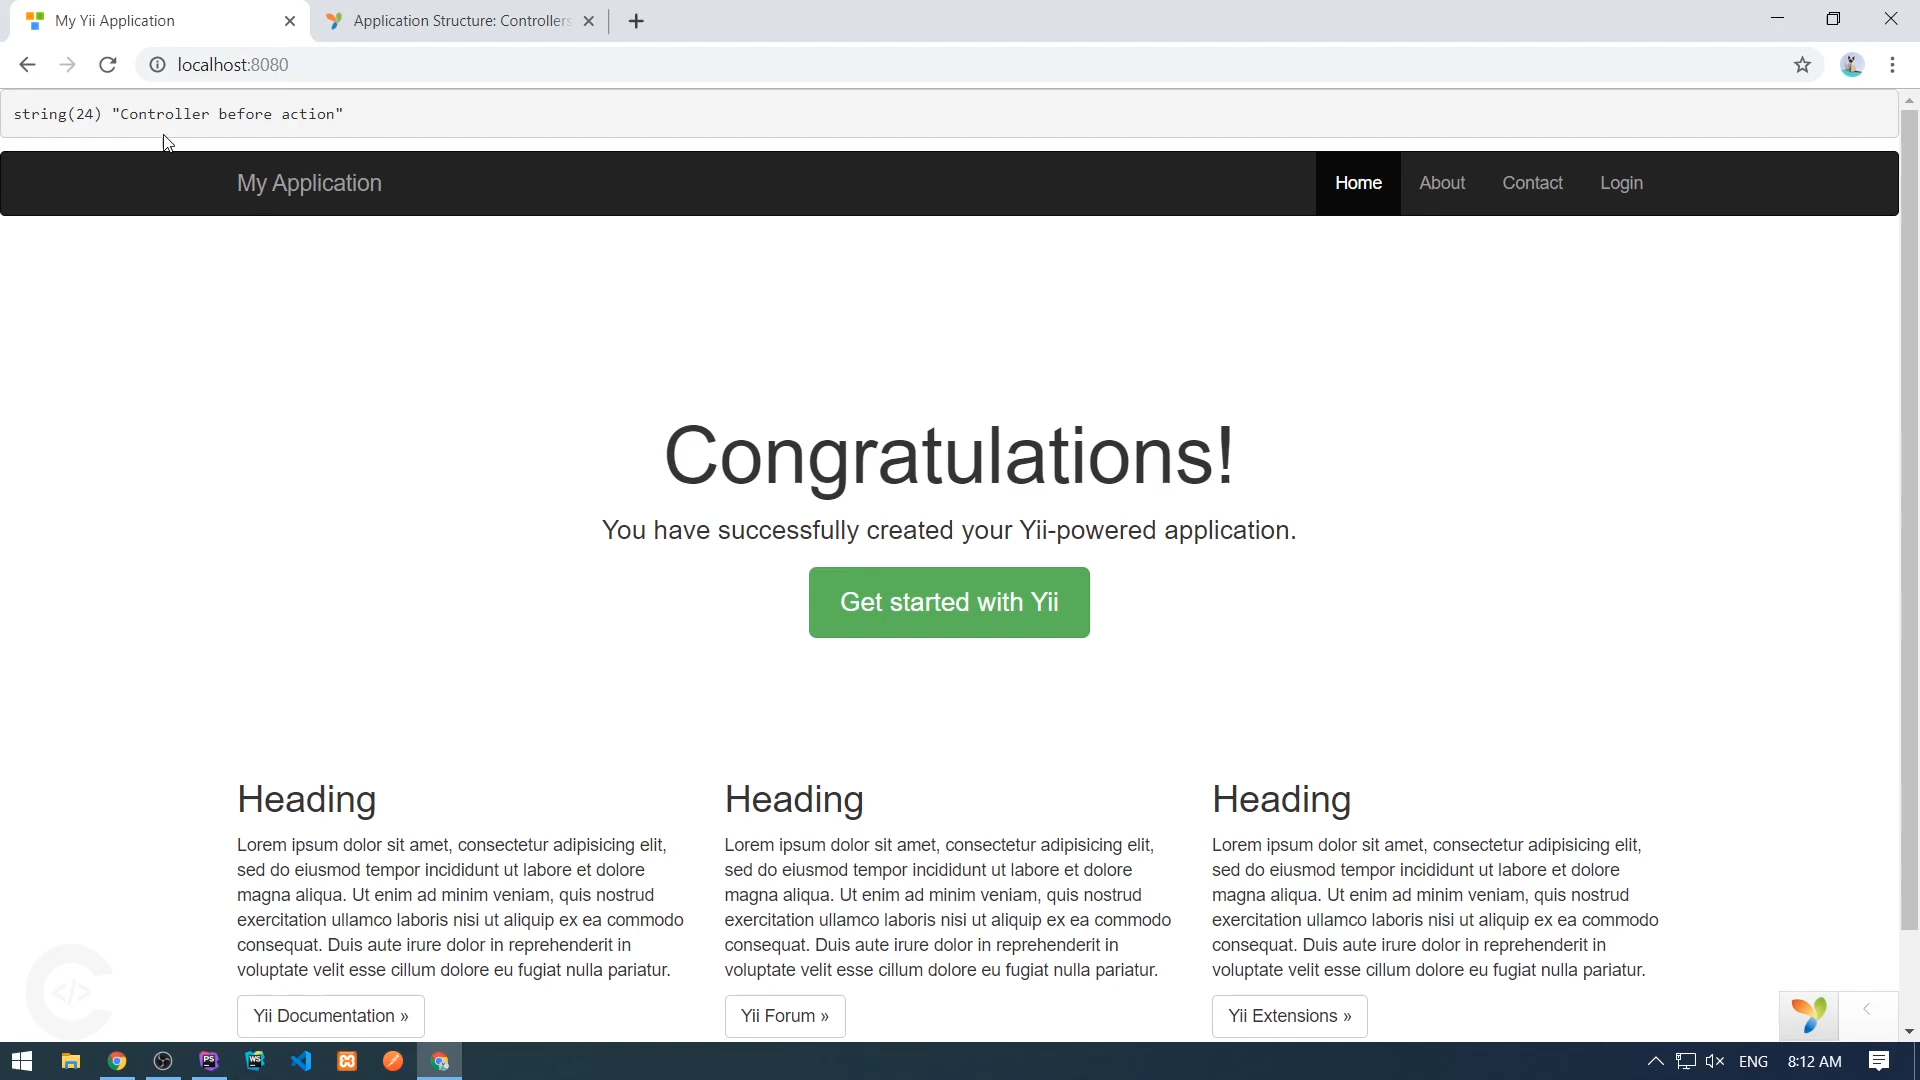 My Yii Application
Application Structure: Controllers
localhost:8080
string(24) "Controller before action"
My Application
Home
About
Contact
Login
Congratulations!
You have successfully created your Yii-powered application.
Get started with Yii
Heading
Lorem ipsum dolor sit amet, consectetur adipisicing elit,
sed do eiusmod tempor incididunt ut labore et dolore
magna aliqua. Ut enim ad minim veniam, quis nostrud
exercitation ullamco laboris nisi ut aliquip ex ea commodo
consequat. Duis aute irure dolor in reprehenderit in
voluptate velit esse cillum dolore eu fugiat nulla pariatur.
Yii Documentation »
Heading
Lorem ipsum dolor sit amet, consectetur adipisicing elit,
sed do eiusmod tempor incididunt ut labore et dolore
magna aliqua. Ut enim ad minim veniam, quis nostrud
exercitation ullamco laboris nisi ut aliquip ex ea commodo
consequat. Duis aute irure dolor in reprehenderit in
voluptate velit esse cillum dolore eu fugiat nulla pariatur.
Yii Forum »
Heading
Lorem ipsum dolor sit amet, consectetur adipisicing elit,
sed do eiusmod tempor incididunt ut labore et dolore
magna aliqua. Ut enim ad minim veniam, quis nostrud
exercitation ullamco laboris nisi ut aliquip ex ea commodo
consequat. Duis aute irure dolor in reprehenderit in
voluptate velit esse cillum dolore eu fugiat nulla pariatur.
Yii Extensions »
</>
PS
WS
ENG
8:12 AM